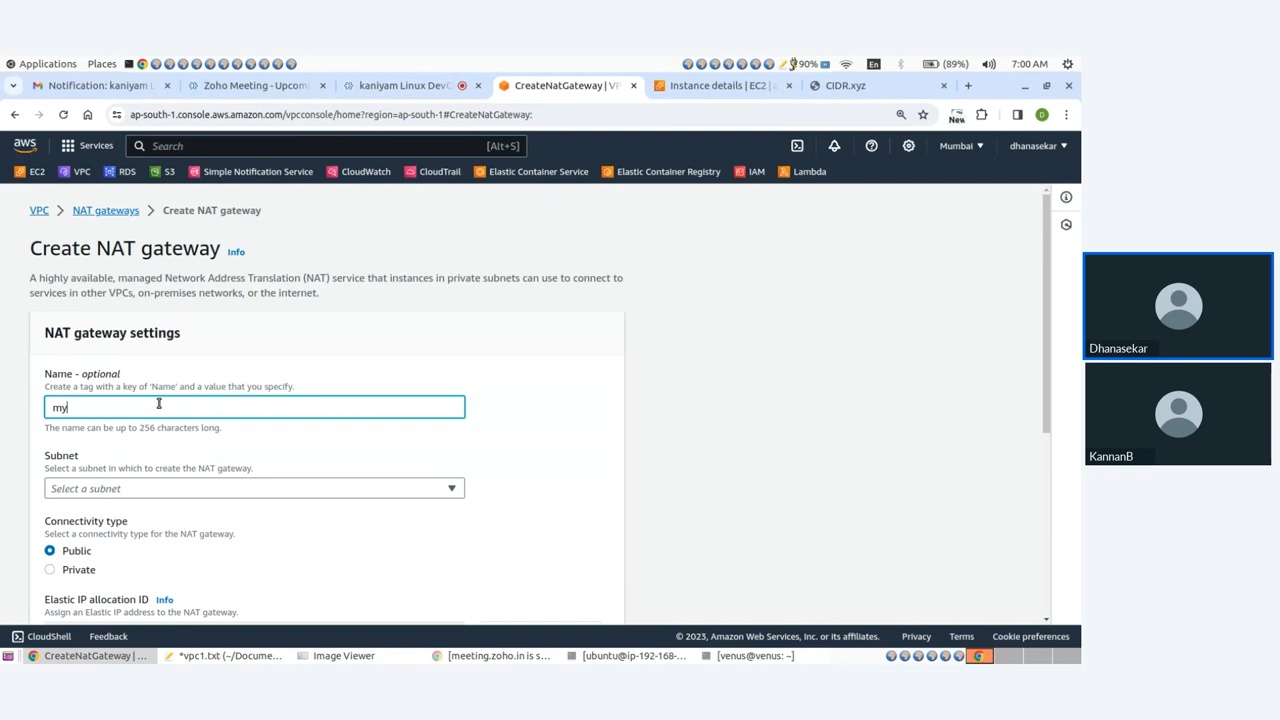 Applications Places 90% En (89%) 7:00 AM
Notification: kaniyam L Zoho Meeting - Upcomi kaniyam Linux DevO CreateNatGateway | VP Instance details | EC2 | a CIDR.xyz
ap-south-1.console.aws.amazon.com/vpcconsole/home?region=ap-south-1#CreateNatGateway: New D
aws Services Search [Alt+S] Mumbai dhanasekar
EC2 VPC RDS S3 Simple Notification Service CloudWatch CloudTrail Elastic Container Service Elastic Container Registry IAM Lambda
VPC NAT gateways Create NAT gateway
Create NAT gateway Info
A highly available, managed Network Address Translation (NAT) service that instances in private subnets can use to connect to
services in other VPCs, on-premises networks, or the internet.
NAT gateway settings
Name - optional
Create a tag with a key of 'Name' and a value that you specify.
my
The name can be up to 256 characters long.
Subnet
Select a subnet in which to create the NAT gateway.
Select a subnet
Connectivity type
Select a connectivity type for the NAT gateway.
Public
Private
Elastic IP allocation ID Info
Assign an Elastic IP address to the NAT gateway.
CloudShell Feedback © 2023, Amazon Web Services, Inc. or its affiliates. Privacy Terms Cookie preferences
CreateNatGateway | ... *vpc1.txt (~/Docume... Image Viewer [meeting.zoho.in is s... [ubuntu@ip-192-168-... [venus@venus: ~]
Dhanasekar
KannanB